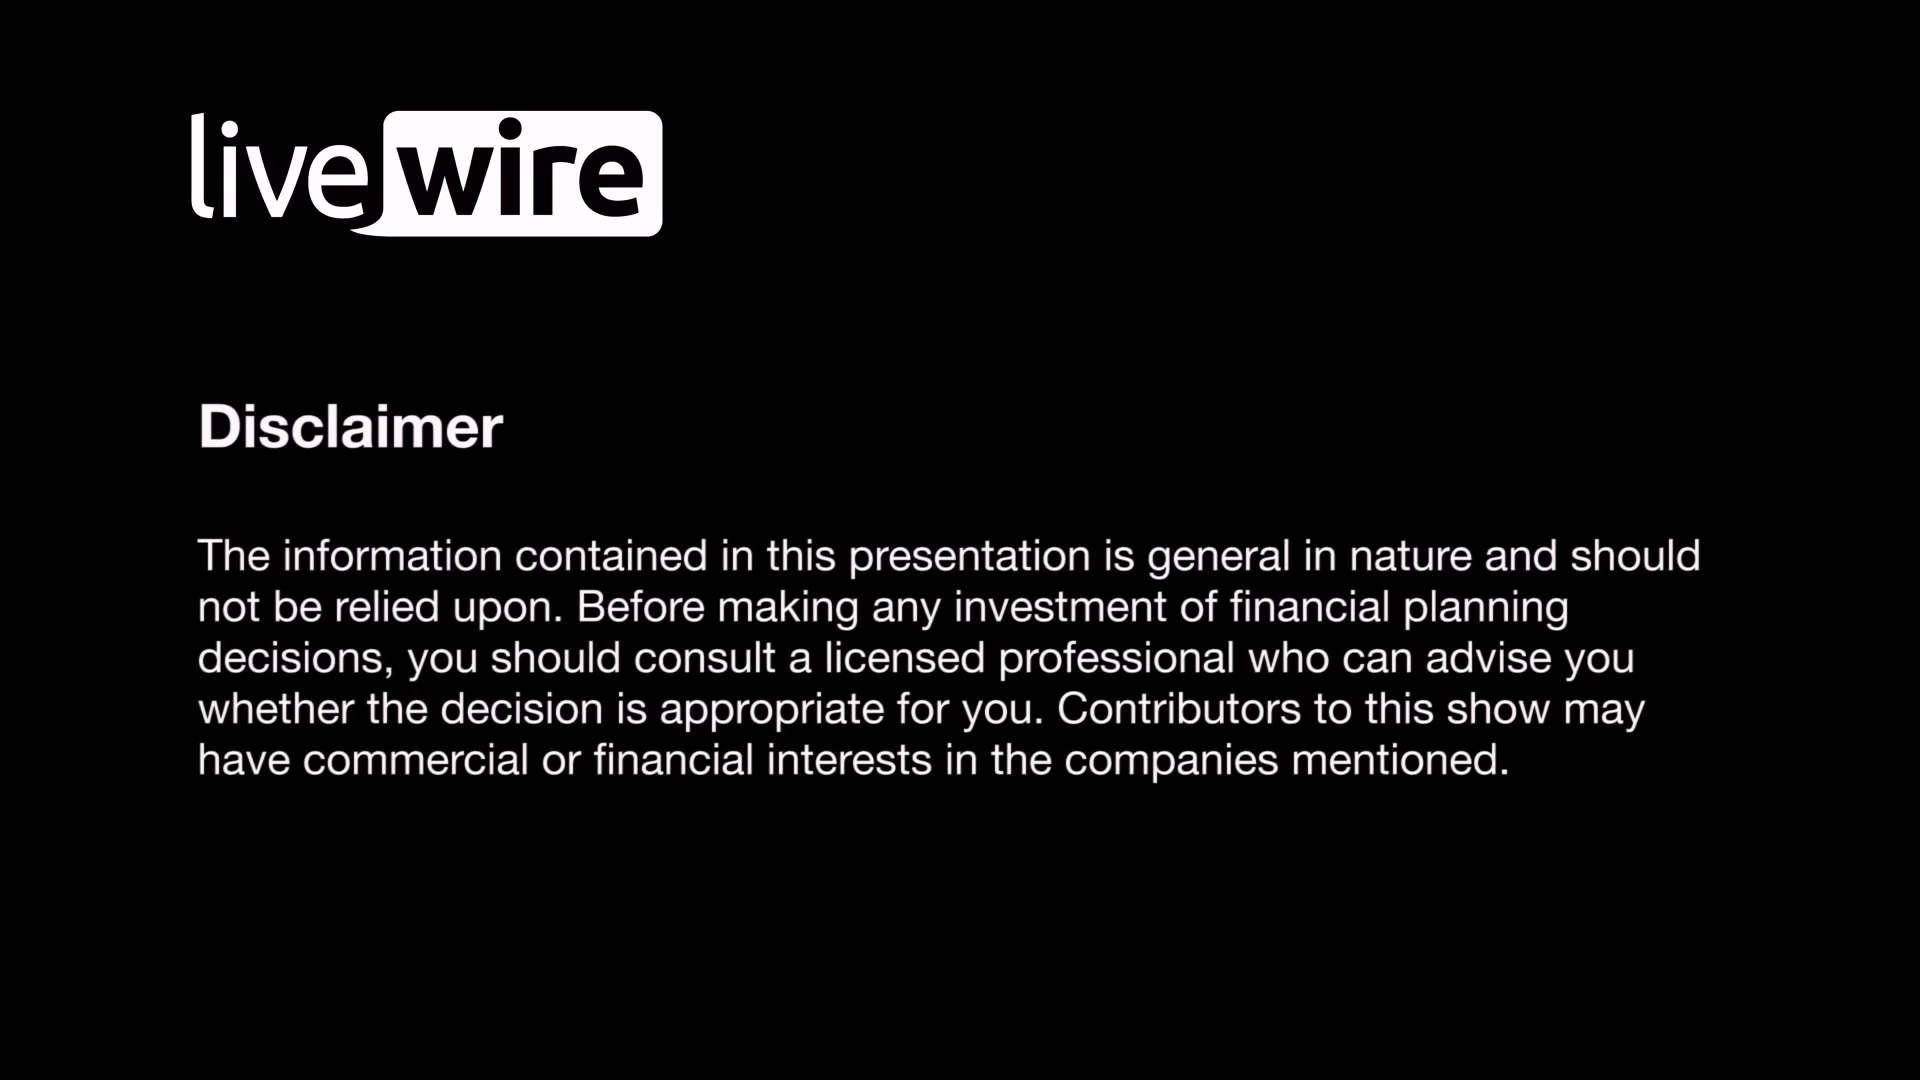 livewire
Disclaimer
The information contained in this presentation is general in nature and should
not be relied upon. Before making any investment of financial planning
decisions, you should consult a licensed professional who can advise you
whether the decision is appropriate for you. Contributors to this show may
have commercial or financial interests in the companies mentioned.